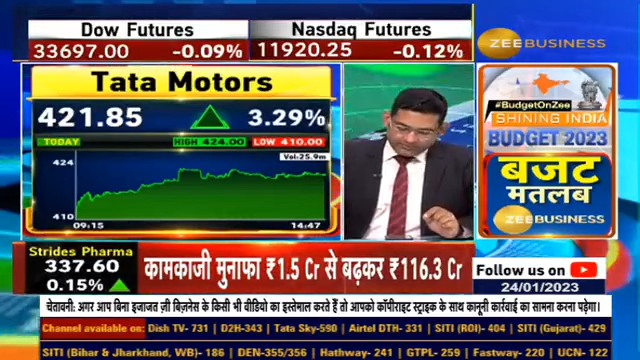 Dow Futures
33697.00 -0.09%
Nasdaq Futures
11920.25 -0.12%
ZEE BUSINESS
Tata Motors
421.85 3.29%
TODAY HIGH 424.00 LOW 410.00
Vol:25.9m
424
410
09:15 14:47
#BudgetOnZee
SHINING INDIA
BUDGET 2023
बजट
मतलब
ZEE BUSINESS
Strides Pharma
337.60
0.15%
कामकाजी मुनाफा ₹1.5 Cr से बढ़कर ₹116.3 Cr
Follow us on
24/01/2023
चेतावनी: अगर आप बिना इजाजत ज़ी बिज़नेस के किसी भी वीडियो का इस्तेमाल करते हैं तो आपको कॉपीराइट स्ट्राइक के साथ कानूनी कार्रवाई का सामना करना पड़ेगा।
Channel available on: Dish TV- 731 | D2H-343 | Tata Sky-590 | Airtel DTH- 331 | SITI (ROI) - 404 | SITI (Gujarat) - 429
SITI (Bihar & Jharkhand, WB)- 186 | DEN-355/356 | Hathway- 241 | GTPL- 259 | Fastway- 220 | UCN- 122